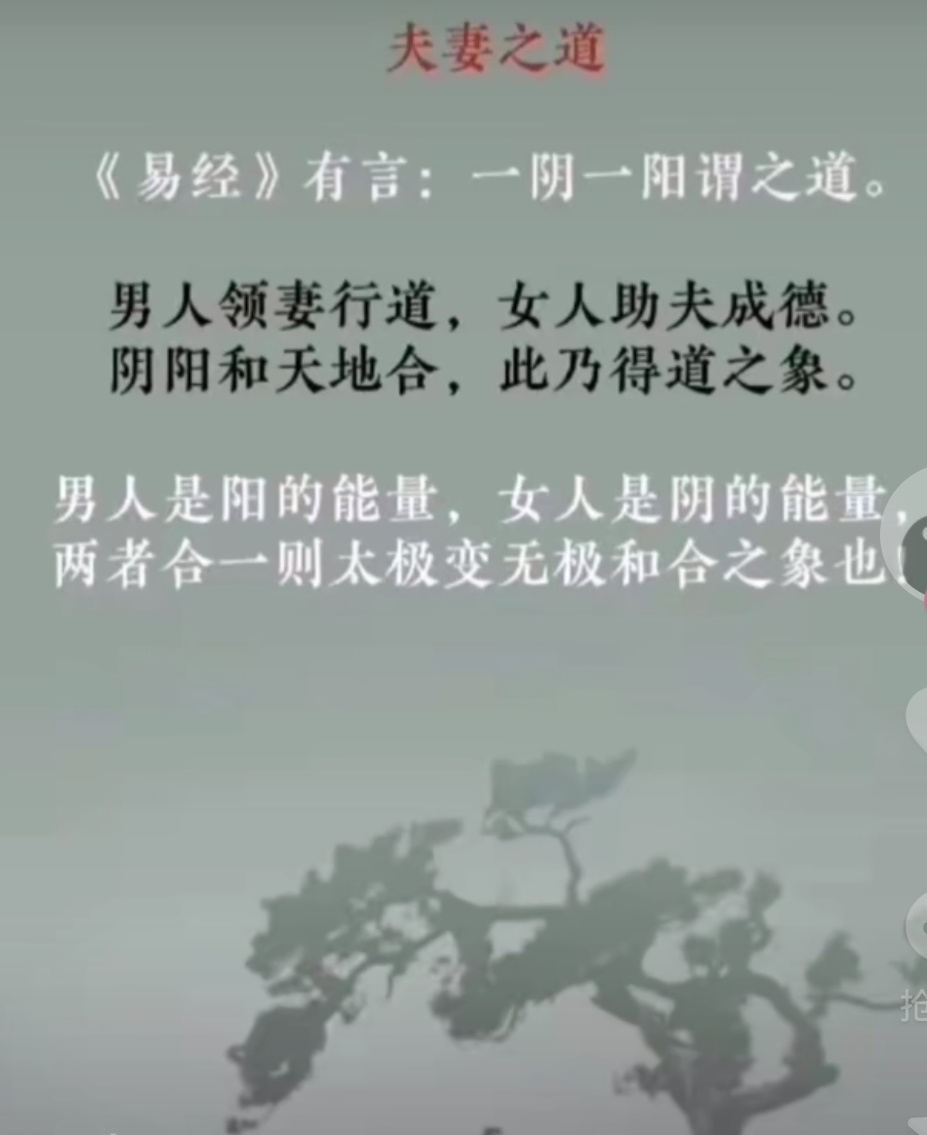 夫妻之道
《易经》有言：一阴一阳谓之道。
男人领妻行道，女人助夫成德。
阴阳和天地合，此乃得道之象。
男人是阳的能量，女人是阴的能量，
两者合一则太极变无极和合之象也！
抢